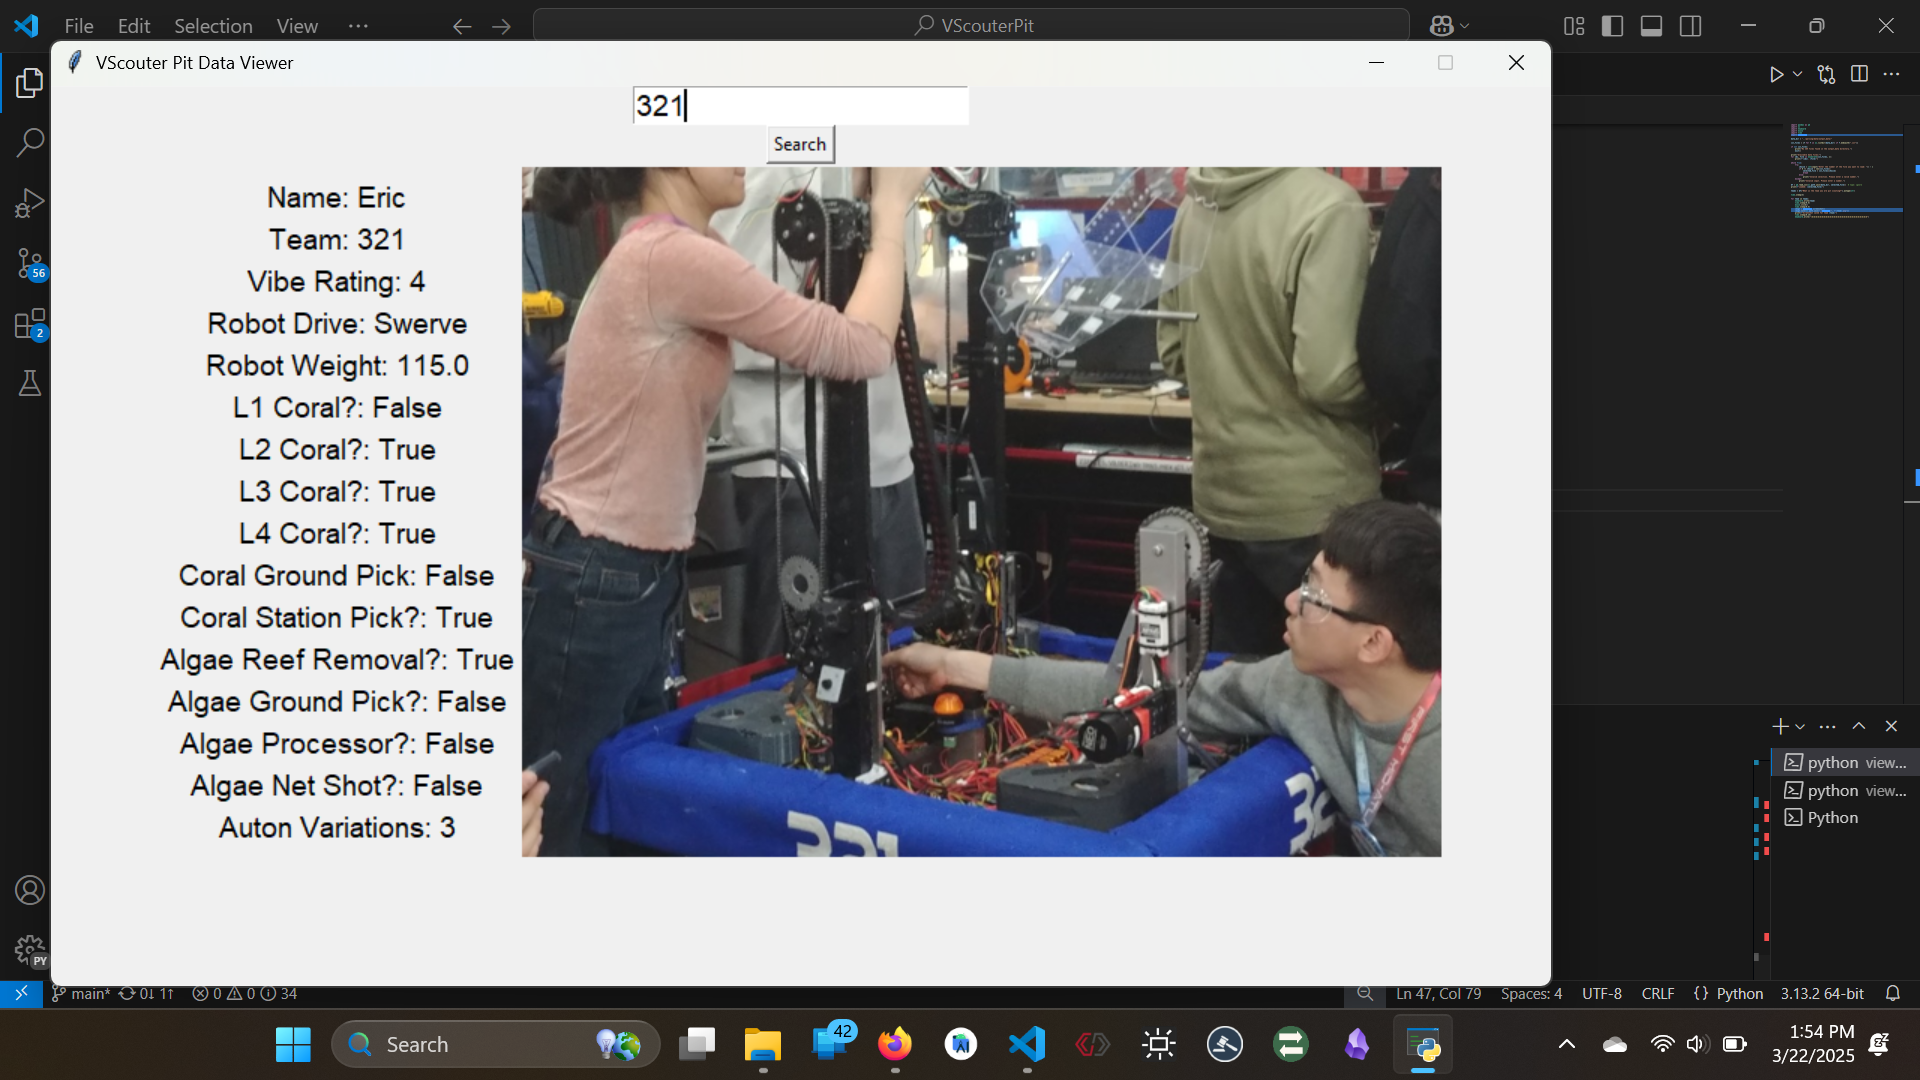 File Edit Selection View ...
VScouterPit
VScouter Pit Data Viewer
321
Search
Name: Eric
Team: 321
Vibe Rating: 4
Robot Drive: Swerve
Robot Weight: 115.0
L1 Coral?: False
L2 Coral?: True
L3 Coral?: True
L4 Coral?: True
Coral Ground Pick: False
Coral Station Pick?: True
Algae Reef Removal?: True
Algae Ground Pick?: False
Algae Processor?: False
Algae Net Shot?: False
Auton Variations: 3
NEO
321
32
FIRST
56
2
PY
python view...
python view...
Python
main* 0↓ 1↑ 0 0 34
Ln 47, Col 79 Spaces: 4 UTF-8 CRLF {} Python 3.13.2 64-bit
Search
42
1:54 PM
3/22/2025